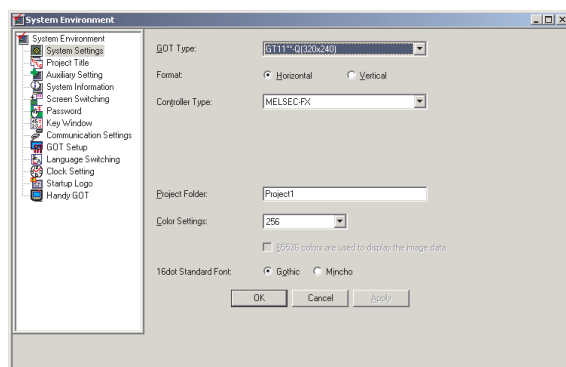 System Environment
System Environment
System Settings
Project Title
Auxiliary Setting
System Information
Screen Switching
Password
Key Window
Communication Settings
GOT Setup
Language Switching
Clock Setting
Startup Logo
Handy GOT
GOT Type: GT11**-Q(320x240)
Format: Horizontal Vertical
Controller Type: MELSEC-FX
Project Folder: Project1
Color Settings: 256
65536 colors are used to display the image data
16dot Standard Font: Gothic Mincho
OK Cancel Apply